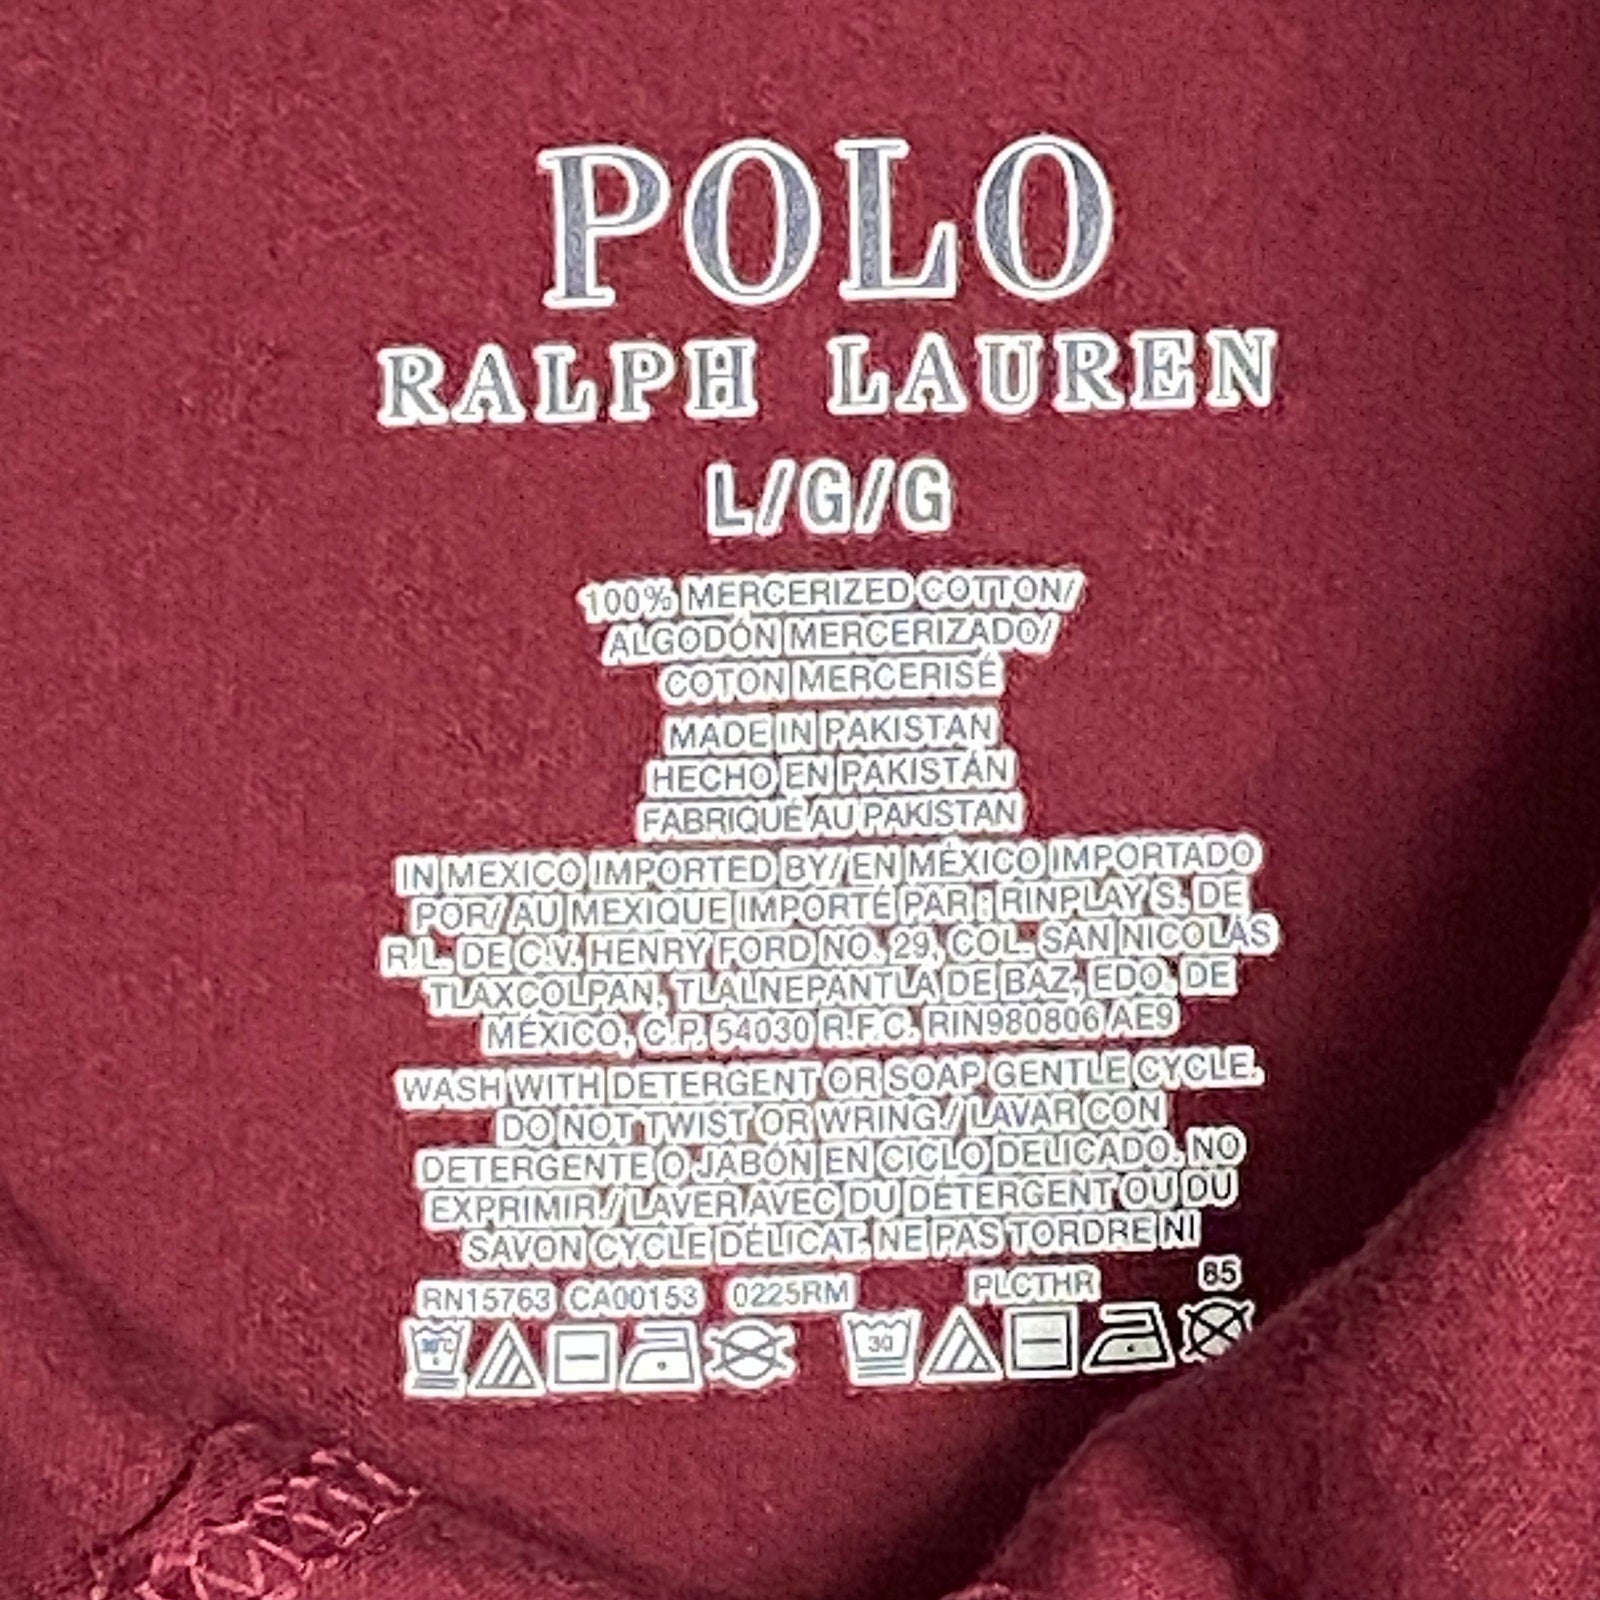 POLO
RALPH LAUREN
L/G/G
100% MERCERIZED COTTON/
ALGODÓN MERCERIZADO/
COTON MERCERISÉ
MADE IN PAKISTAN
HECHO EN PAKISTÁN
FABRIQUÉ AU PAKISTAN
IN MEXICO IMPORTED BY/ EN MÉXICO IMPORTADO
POR/ AU MEXIQUE IMPORTÉ PAR : RINPLAY S. DE
R.L. DE C.V. HENRY FORD NO. 29, COL. SAN NICOLÁS
TLAXCOLPAN, TLALNEPANTLA DE BAZ, EDO. DE
MÉXICO, C.P. 54030 R.F.C. RIN980806 AE9
WASH WITH DETERGENT OR SOAP GENTLE CYCLE.
DO NOT TWIST OR WRING./ LAVAR CON
DETERGENTE O JABÓN EN CICLO DELICADO. NO
EXPRIMIR./ LAVER AVEC DU DÉTERGENT OU DU
SAVON CYCLE DÉLICAT. NE PAS TORDRE NI
RN15763 CA00153 0225RM PLCTHR 85
30°C 30